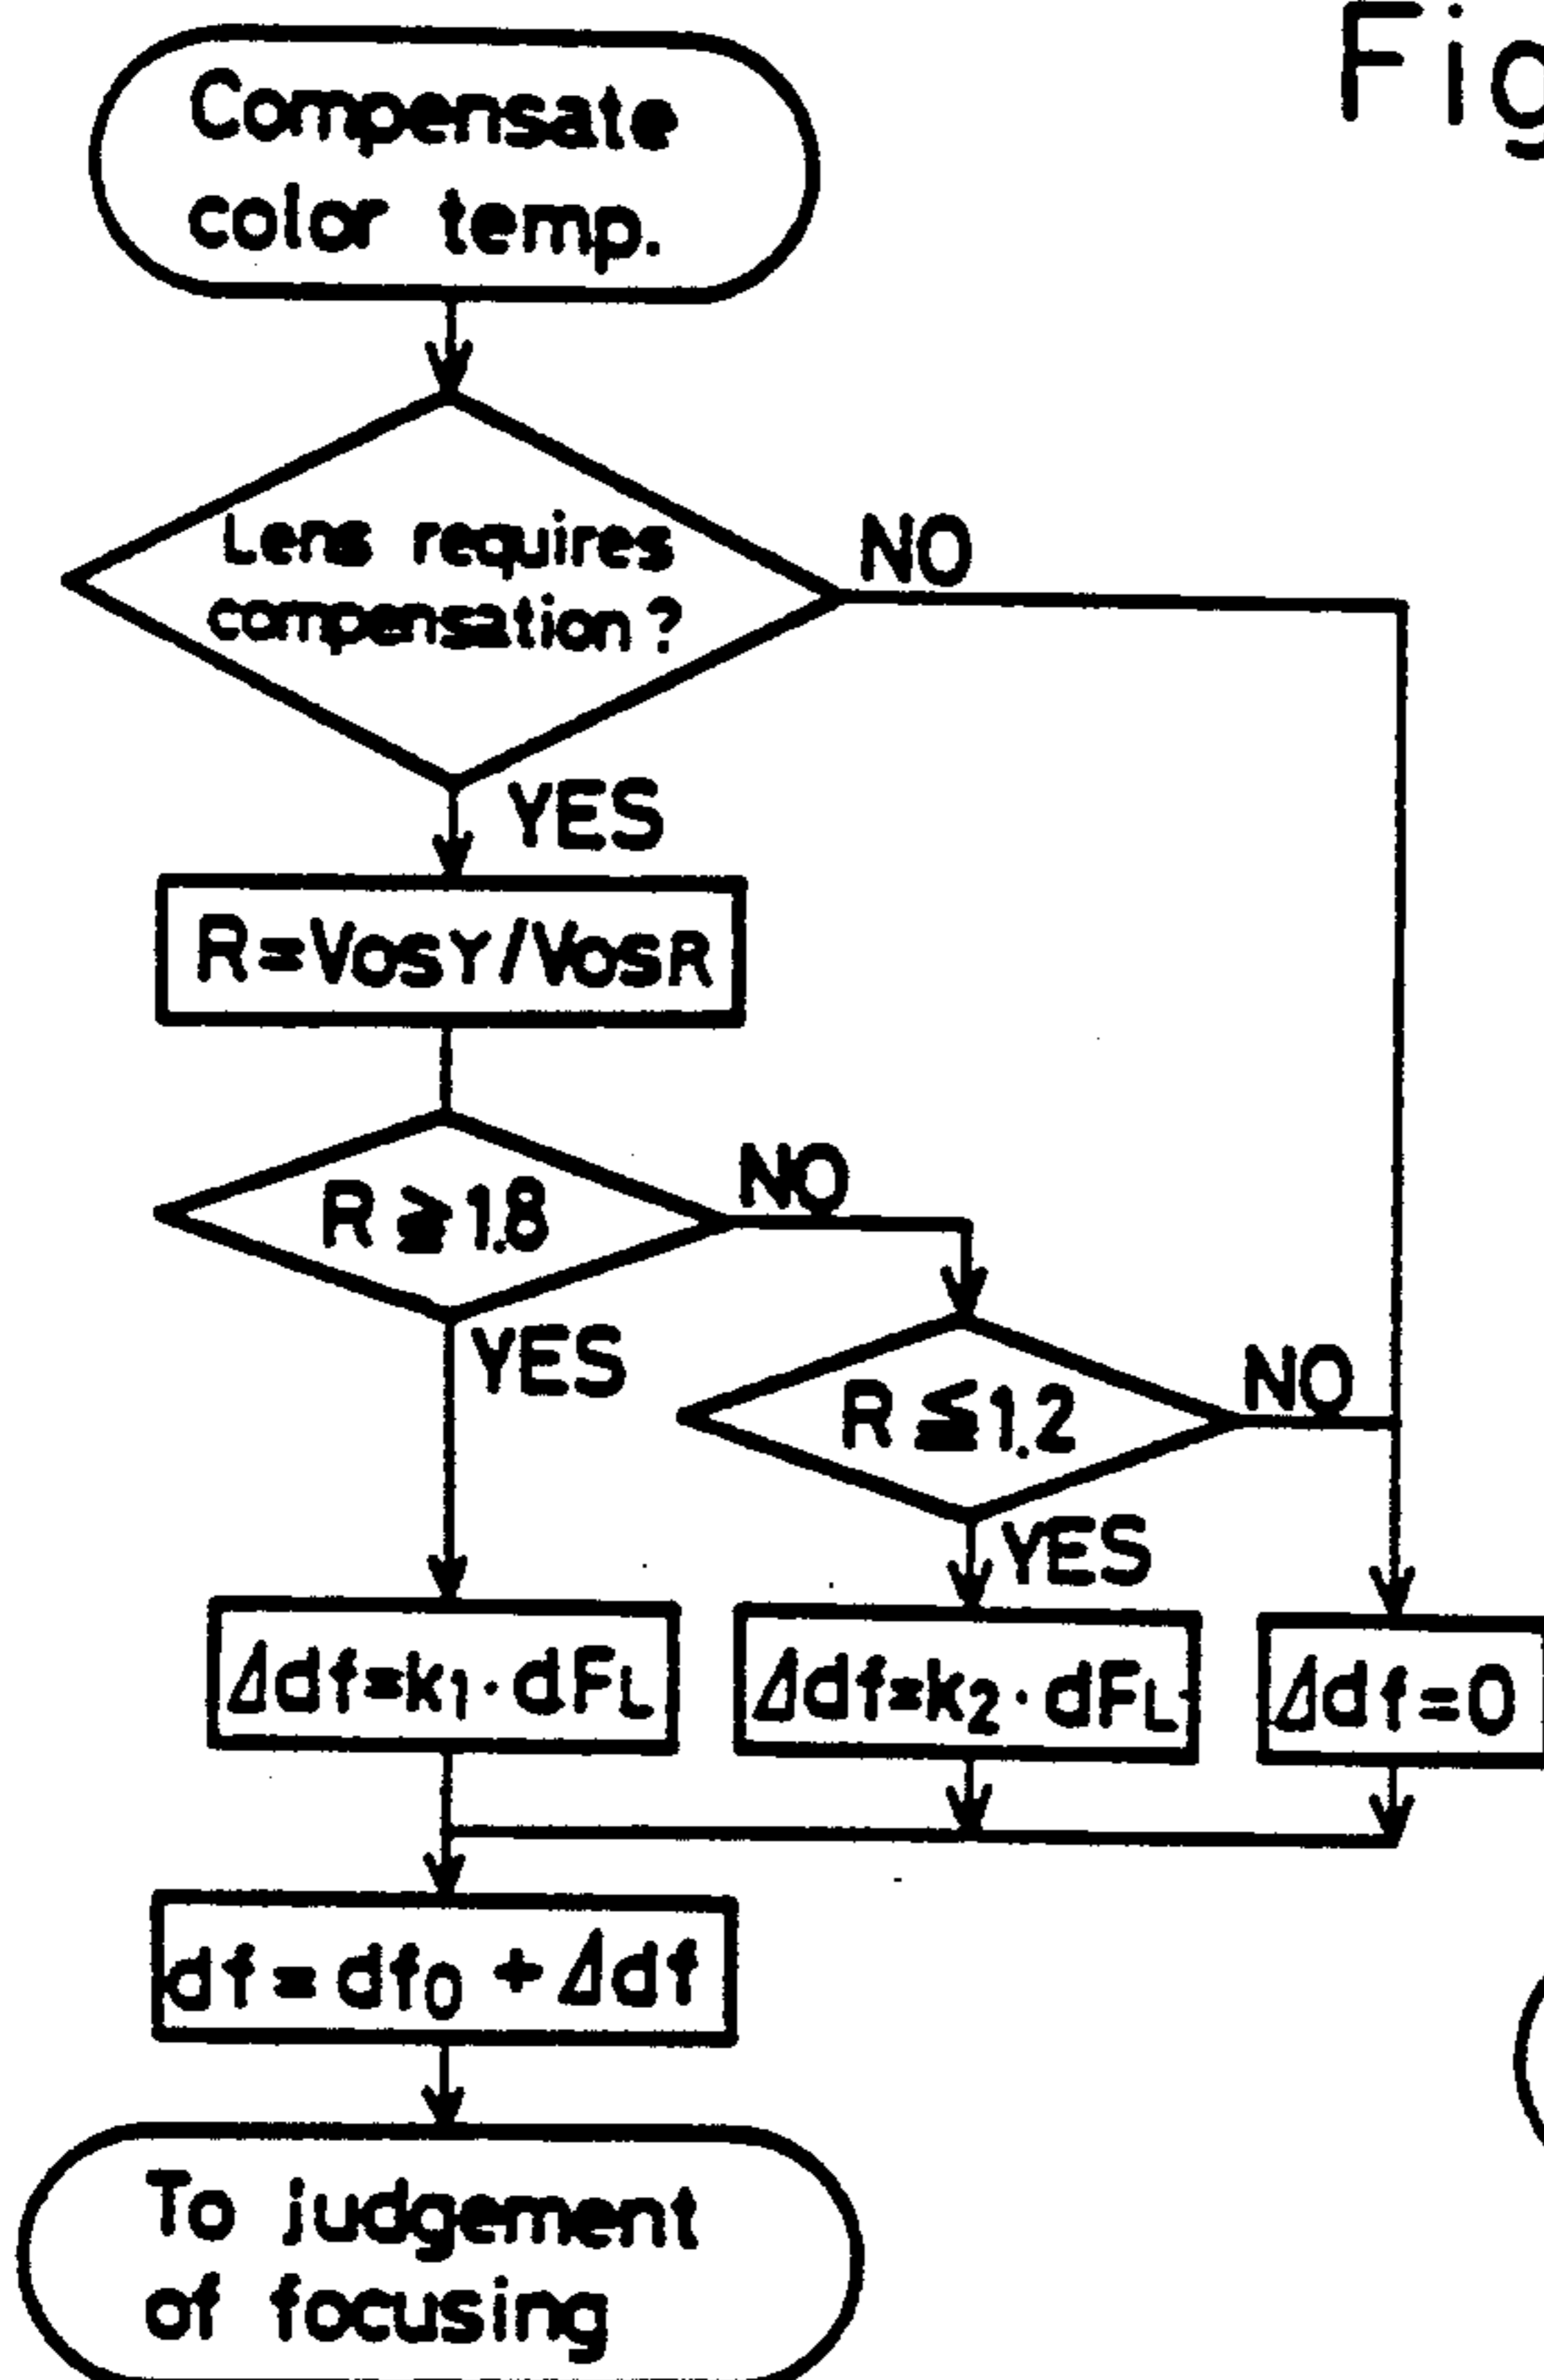 Fig
Compensate
color temp.
Lens requires
compensation?
NO
YES
R=VOSY/VOSR
R≧1.8
NO
YES
R≦1.2
NO
YES
Δdf=k1·dFL
Δdf=k2·dFL
Δdf=0
df=df0+Δdf
To judgement
of focusing